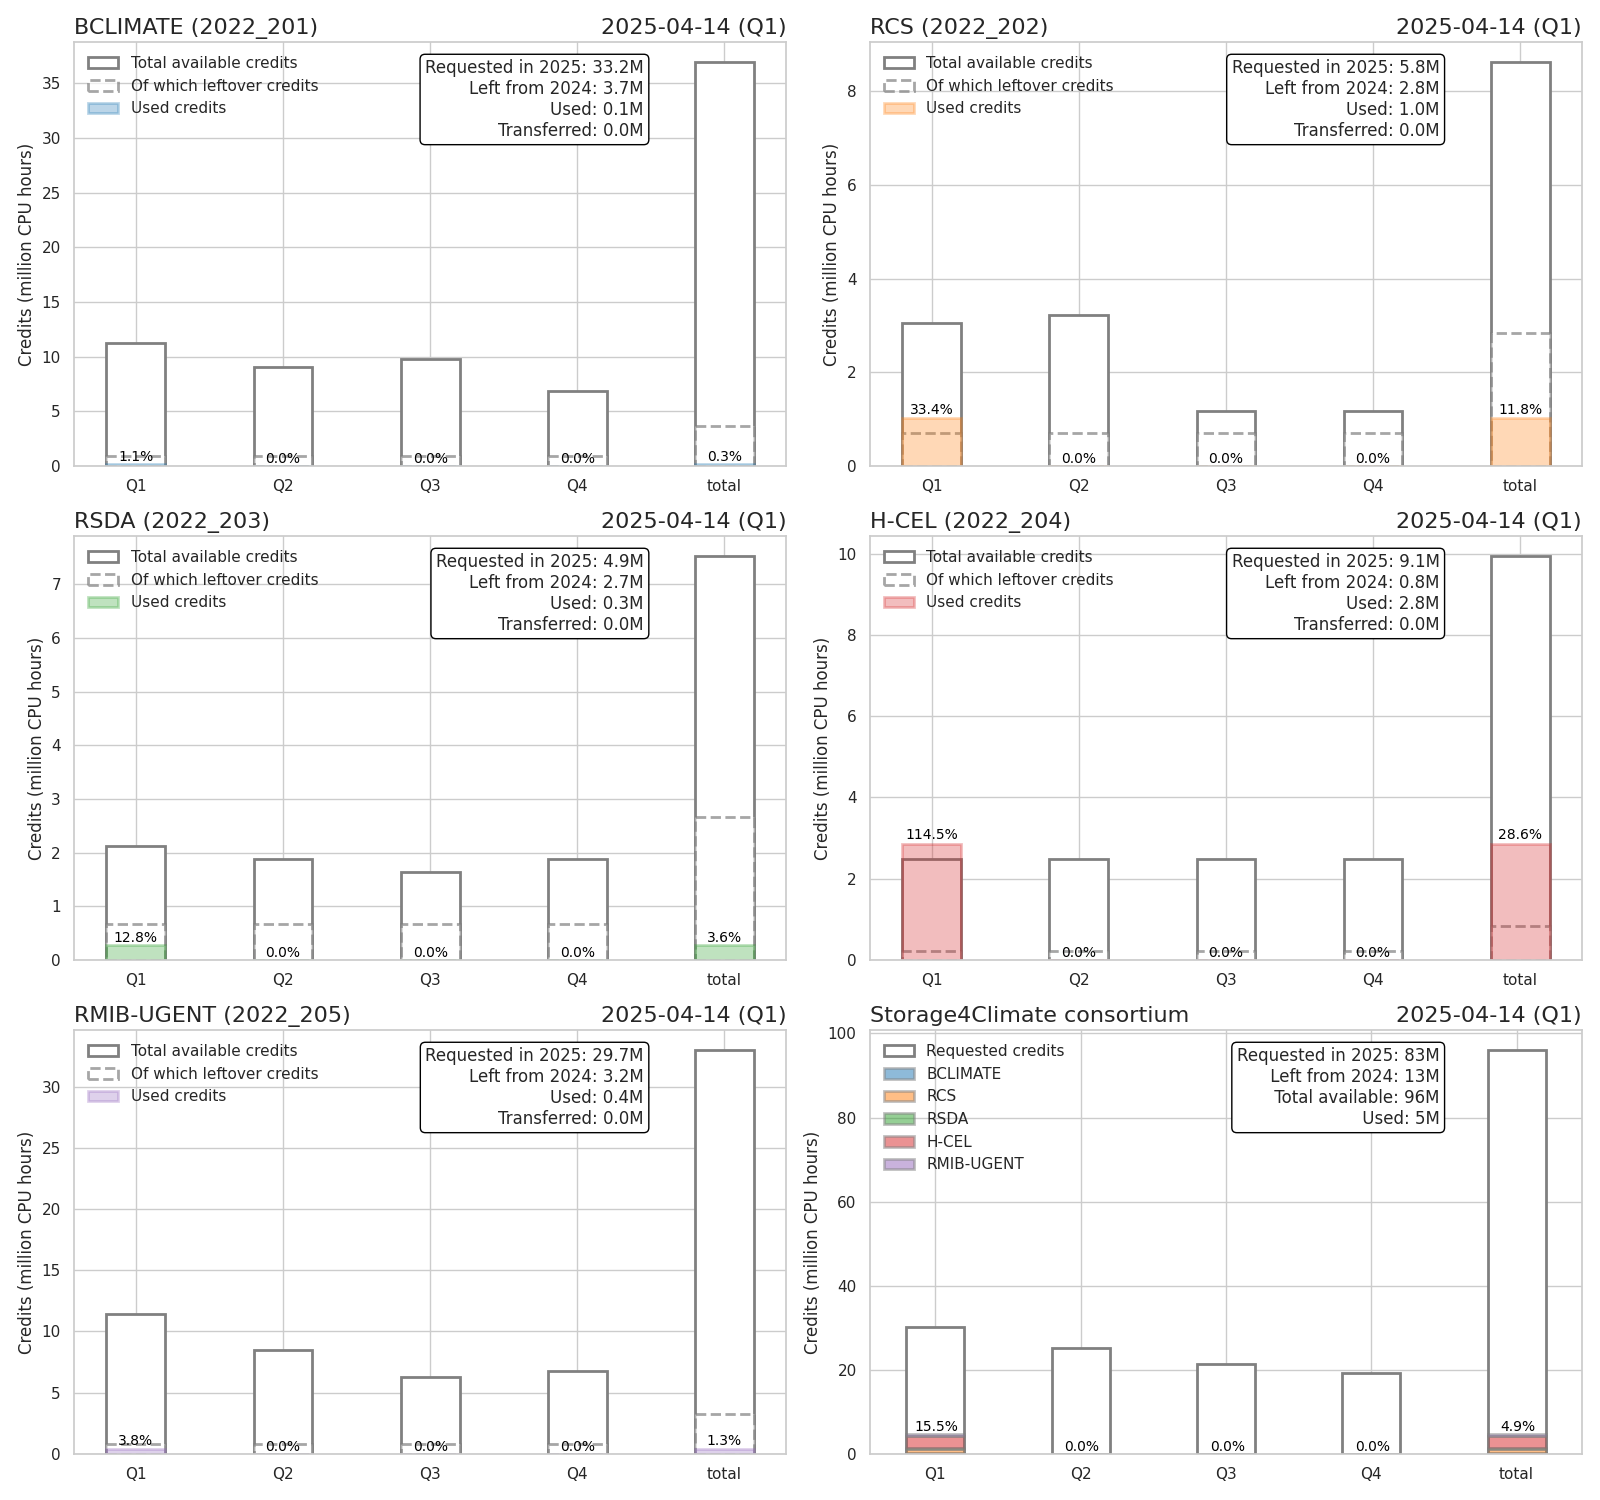 BCLIMATE (2022_201)
2025-04-14 (Q1)
Total available credits
Of which leftover credits
Used credits
Requested in 2025: 33.2M
Left from 2024: 3.7M
Used: 0.1M
Transferred: 0.0M
Credits (million CPU hours)
35
30
25
20
15
10
5
0
1.1%
0.0%
0.0%
0.0%
0.3%
Q1
Q2
Q3
Q4
total
RCS (2022_202)
2025-04-14 (Q1)
Total available credits
Of which leftover credits
Used credits
Requested in 2025: 5.8M
Left from 2024: 2.8M
Used: 1.0M
Transferred: 0.0M
Credits (million CPU hours)
8
6
4
2
0
33.4%
0.0%
0.0%
0.0%
11.8%
Q1
Q2
Q3
Q4
total
RSDA (2022_203)
2025-04-14 (Q1)
Total available credits
Of which leftover credits
Used credits
Requested in 2025: 4.9M
Left from 2024: 2.7M
Used: 0.3M
Transferred: 0.0M
Credits (million CPU hours)
7
6
5
4
3
2
1
0
12.8%
0.0%
0.0%
0.0%
3.6%
Q1
Q2
Q3
Q4
total
H-CEL (2022_204)
2025-04-14 (Q1)
Total available credits
Of which leftover credits
Used credits
Requested in 2025: 9.1M
Left from 2024: 0.8M
Used: 2.8M
Transferred: 0.0M
Credits (million CPU hours)
10
8
6
4
2
0
114.5%
0.0%
0.0%
0.0%
28.6%
Q1
Q2
Q3
Q4
total
RMIB-UGENT (2022_205)
2025-04-14 (Q1)
Total available credits
Of which leftover credits
Used credits
Requested in 2025: 29.7M
Left from 2024: 3.2M
Used: 0.4M
Transferred: 0.0M
Credits (million CPU hours)
30
25
20
15
10
5
0
3.8%
0.0%
0.0%
0.0%
1.3%
Q1
Q2
Q3
Q4
total
Storage4Climate consortium
2025-04-14 (Q1)
Requested credits
BCLIMATE
RCS
RSDA
H-CEL
RMIB-UGENT
Requested in 2025: 83M
Left from 2024: 13M
Total available: 96M
Used: 5M
Credits (million CPU hours)
100
80
60
40
20
0
15.5%
0.0%
0.0%
0.0%
4.9%
Q1
Q2
Q3
Q4
total